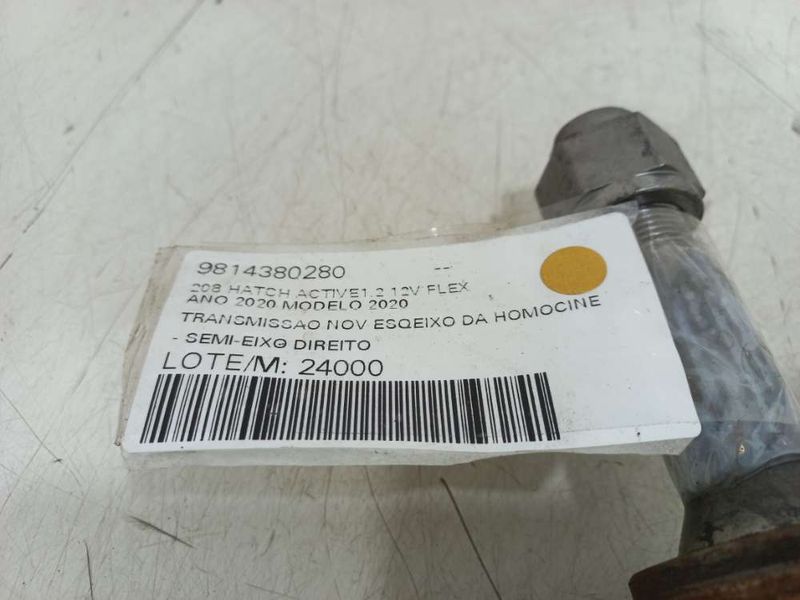 9814380280 --
208 HATCH ACTIVE1.2 12V FLEX
ANO 2020 MODELO 2020
TRANSMISSAO NOV ESQEIXO DA HOMOCINE
- SEMI-EIXO DIREITO
LOTE/M: 24000